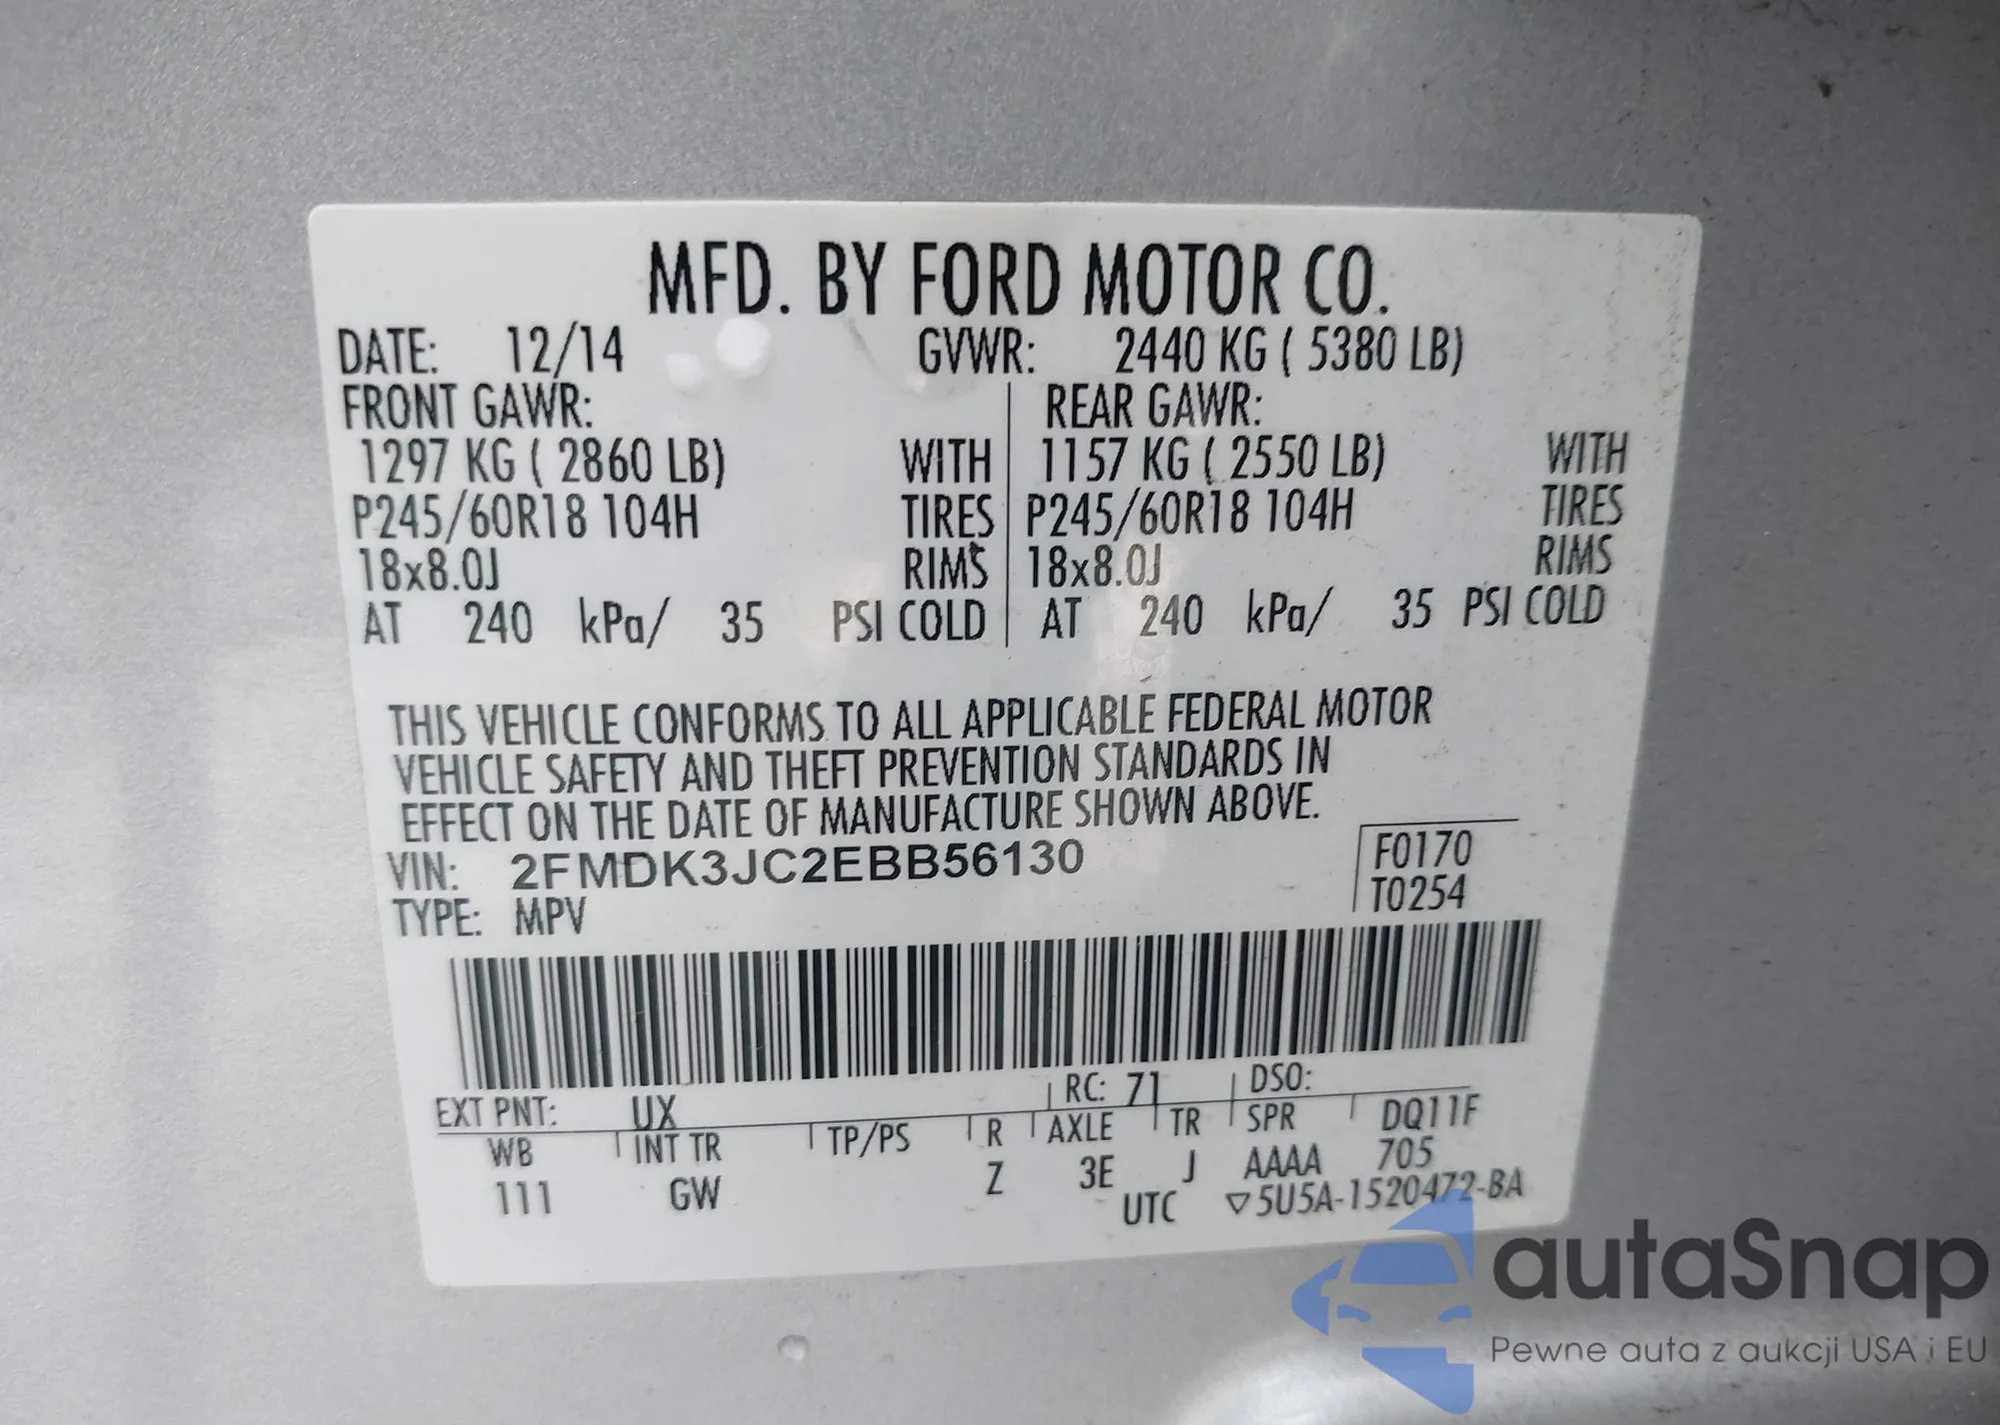 MFD. BY FORD MOTOR CO.
DATE: 12/14 GVWR: 2440 KG ( 5380 LB)
FRONT GAWR: REAR GAWR:
1297 KG ( 2860 LB) WITH 1157 KG ( 2550 LB) WITH
P245/60R18 104H TIRES P245/60R18 104H TIRES
18x8.0J RIMS 18x8.0J RIMS
AT 240 kPa/ 35 PSI COLD AT 240 kPa/ 35 PSI COLD
THIS VEHICLE CONFORMS TO ALL APPLICABLE FEDERAL MOTOR
VEHICLE SAFETY AND THEFT PREVENTION STANDARDS IN
EFFECT ON THE DATE OF MANUFACTURE SHOWN ABOVE.
VIN: 2FMDK3JC2EBB56130 F0170
TYPE: MPV T0254
EXT PNT: UX RC: 71 DSO:
WB INT TR TP/PS R AXLE TR SPR DQ11F
111 GW Z 3E J AAAA 705
UTC ▽5U5A-1520472-BA
autaSnap
Pewne auta z aukcji USA i EU